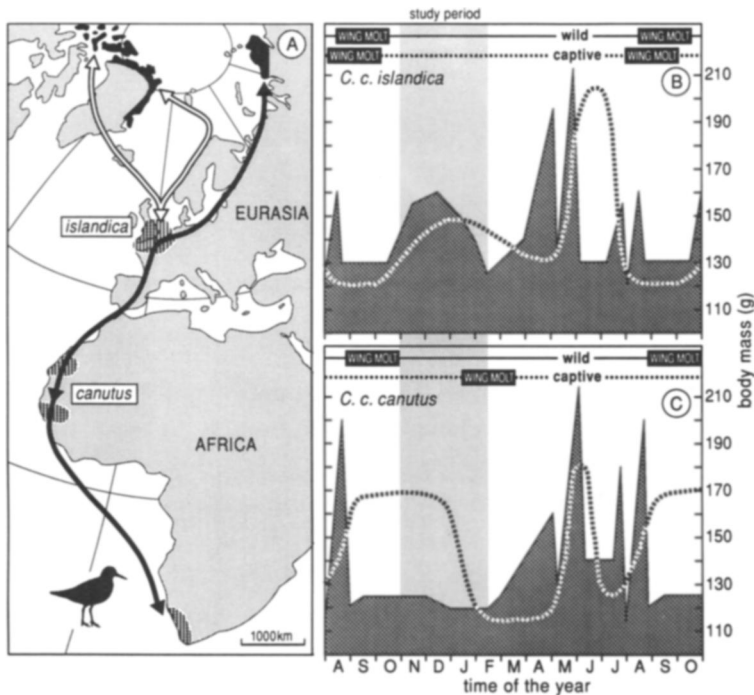 A
islandica
EURASIA
canutus
AFRICA
1000km
study period
WING MOLT wild WING MOLT
WING MOLT captive WING MOLT
C. c. islandica
B
210
190
170
150
130
110
WING MOLT wild WING MOLT
WING MOLT captive
C. c. canutus
C
210
190
170
150
130
110
body mass (g)
A S O N D J F M A M J J A S O
time of the year